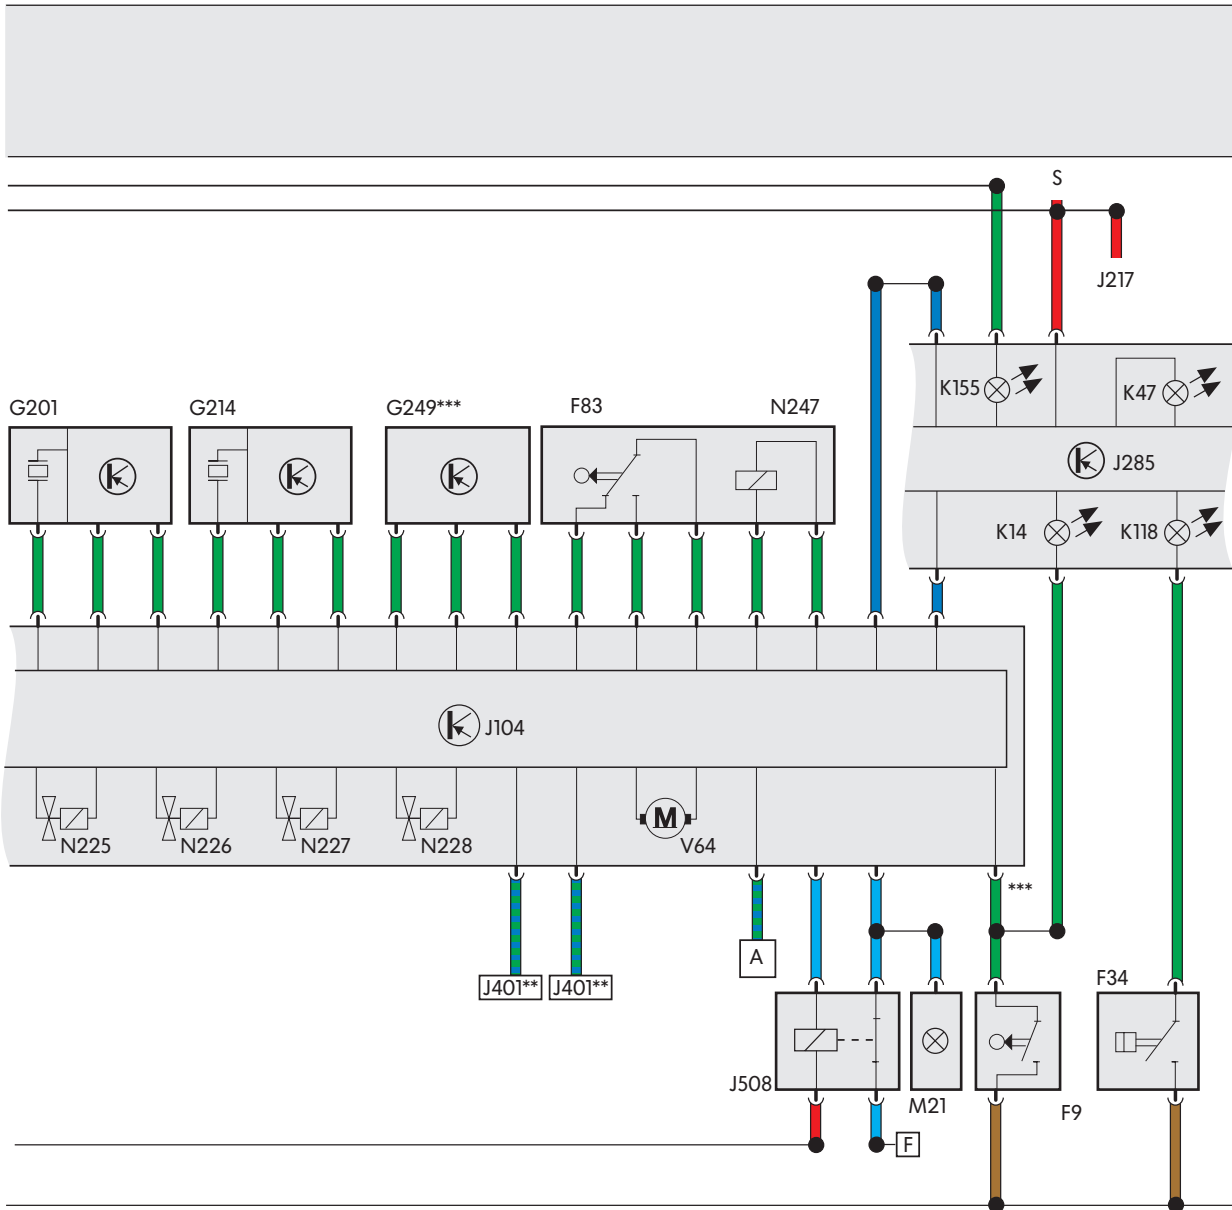 S
J217
K155
K47
G201
G214
G249***
F83
N247
J285
K14
K118
J104
M
N225
N226
N227
N228
V64
***
A
J401**
J401**
F34
J508
M21
F9
F